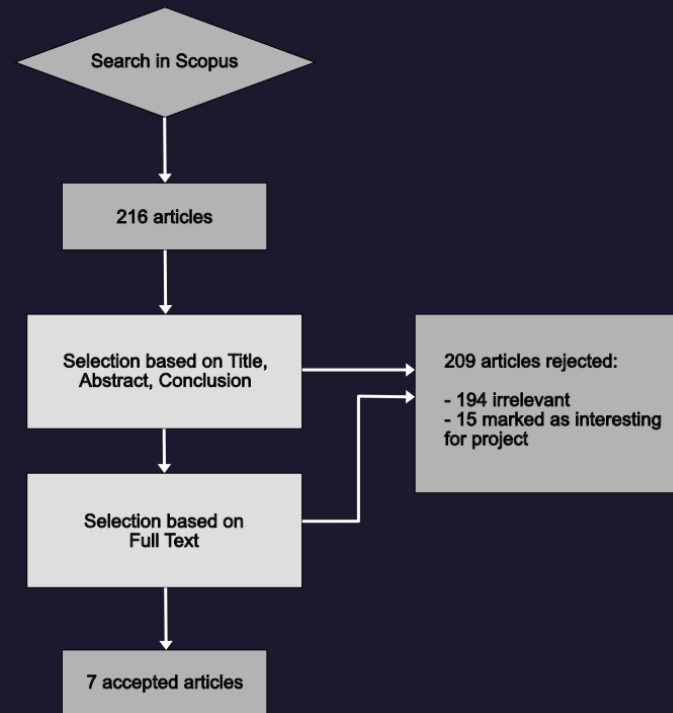 Search in Scopus
216 articles
Selection based on Title,
Abstract, Conclusion
209 articles rejected:
- 194 irrelevant
- 15 marked as interesting
for project
Selection based on
Full Text
7 accepted articles